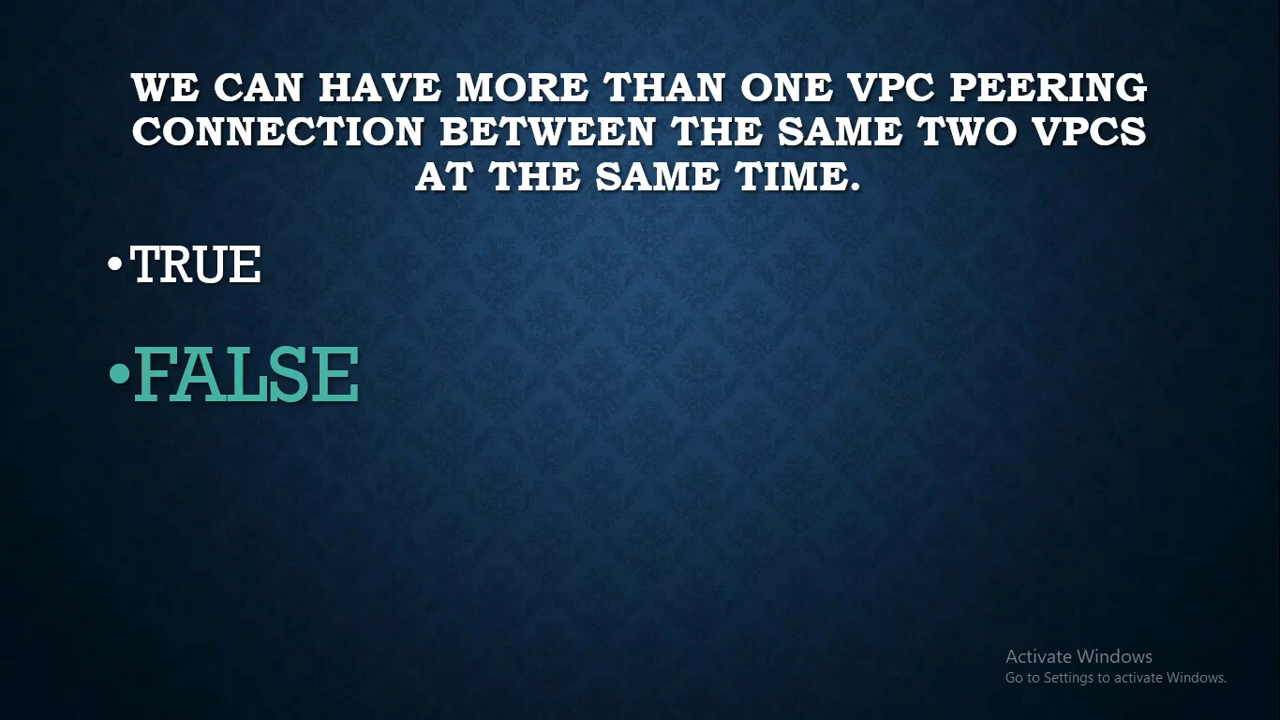 WE CAN HAVE MORE THAN ONE VPC PEERING
CONNECTION BETWEEN THE SAME TWO VPCS
AT THE SAME TIME.
•TRUE
•FALSE
Activate Windows
Go to Settings to activate Windows.